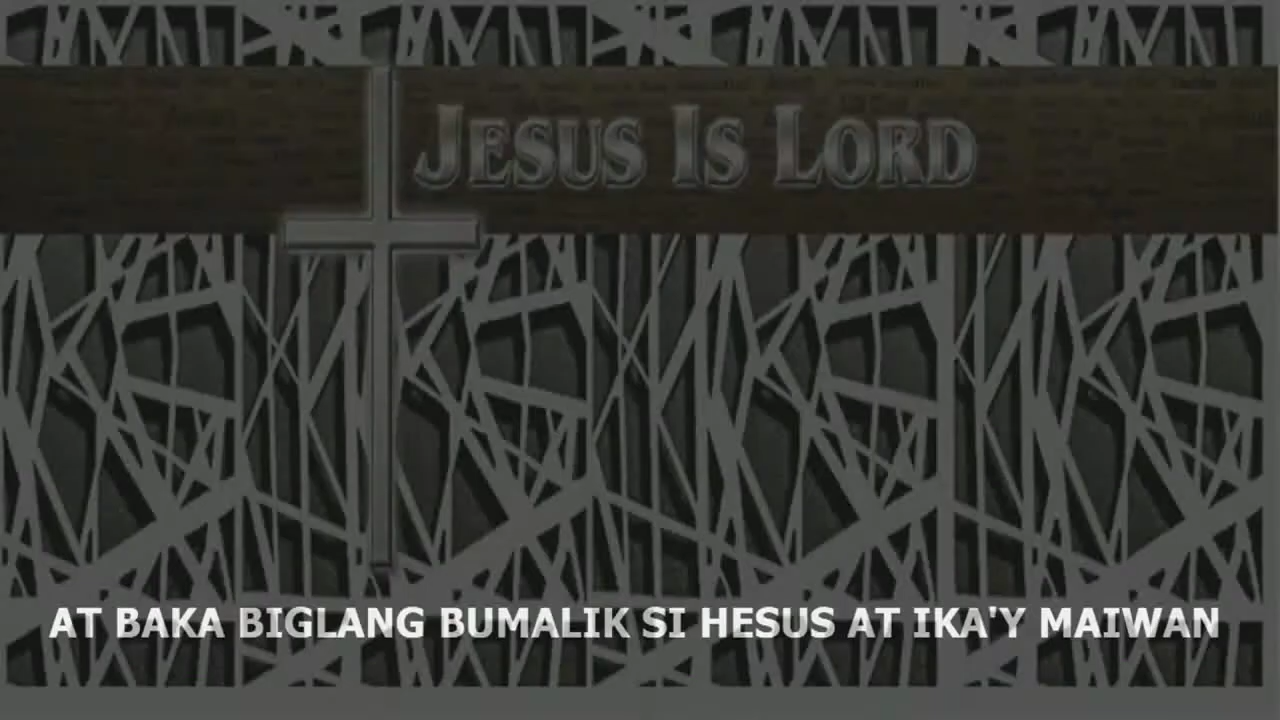 JESUS IS LORD
AT BAKA BIGLANG BUMALIK SI HESUS AT IKA'Y MAIWAN